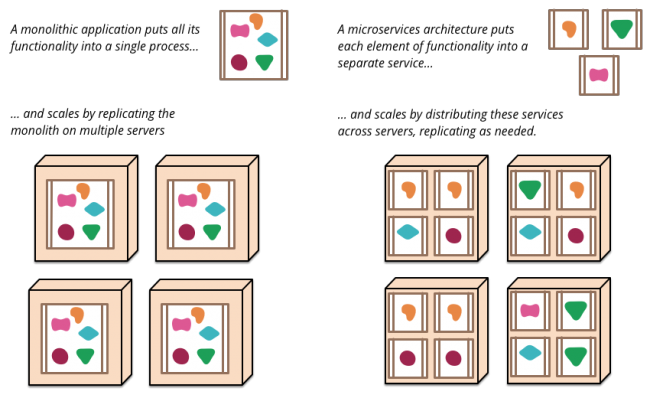 A monolithic application puts all its
functionality into a single process...
... and scales by replicating the
monolith on multiple servers
A microservices architecture puts
each element of functionality into a
separate service...
... and scales by distributing these services
across servers, replicating as needed.